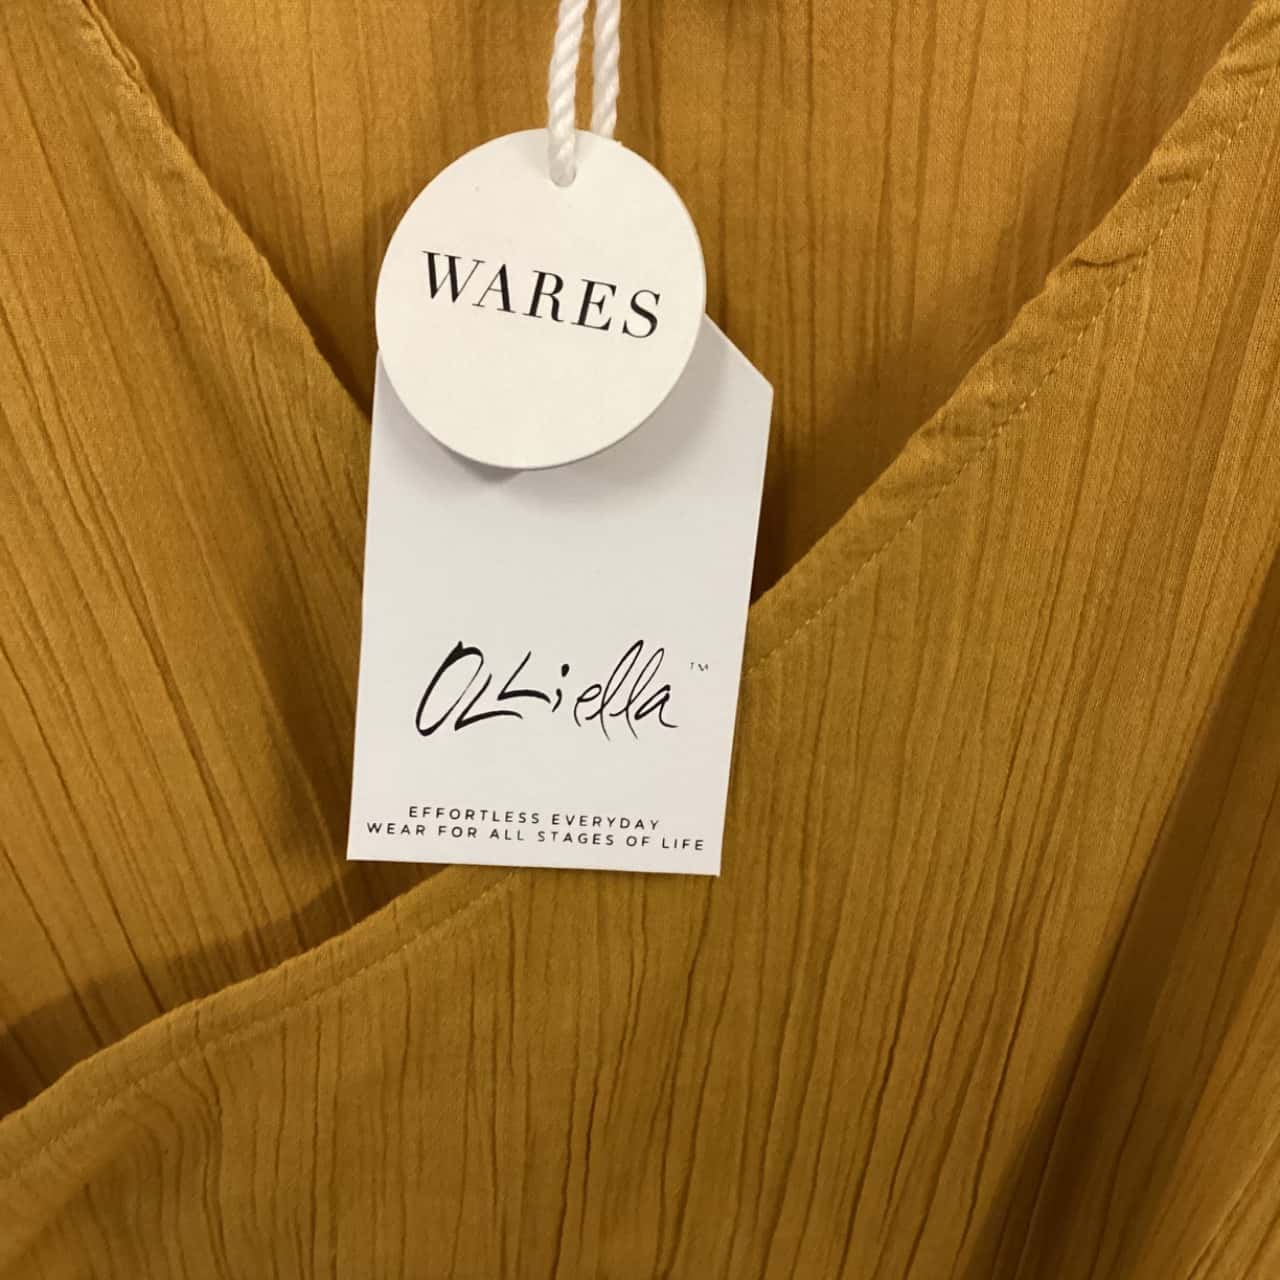 WARES
OLLiella™
EFFORTLESS EVERYDAY
WEAR FOR ALL STAGES OF LIFE